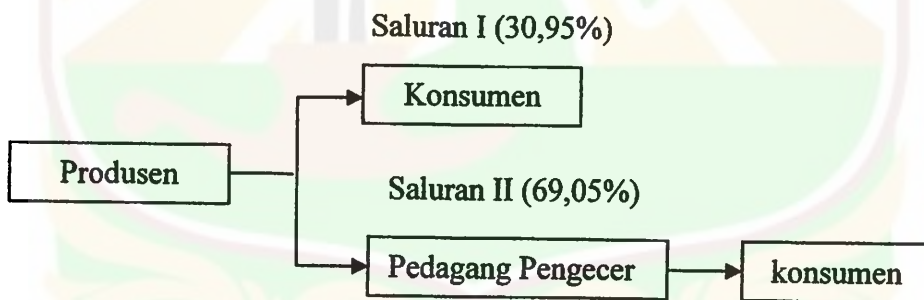 Saluran I (30,95%)
Konsumen
Produsen
Saluran II (69,05%)
Pedagang Pengecer
konsumen